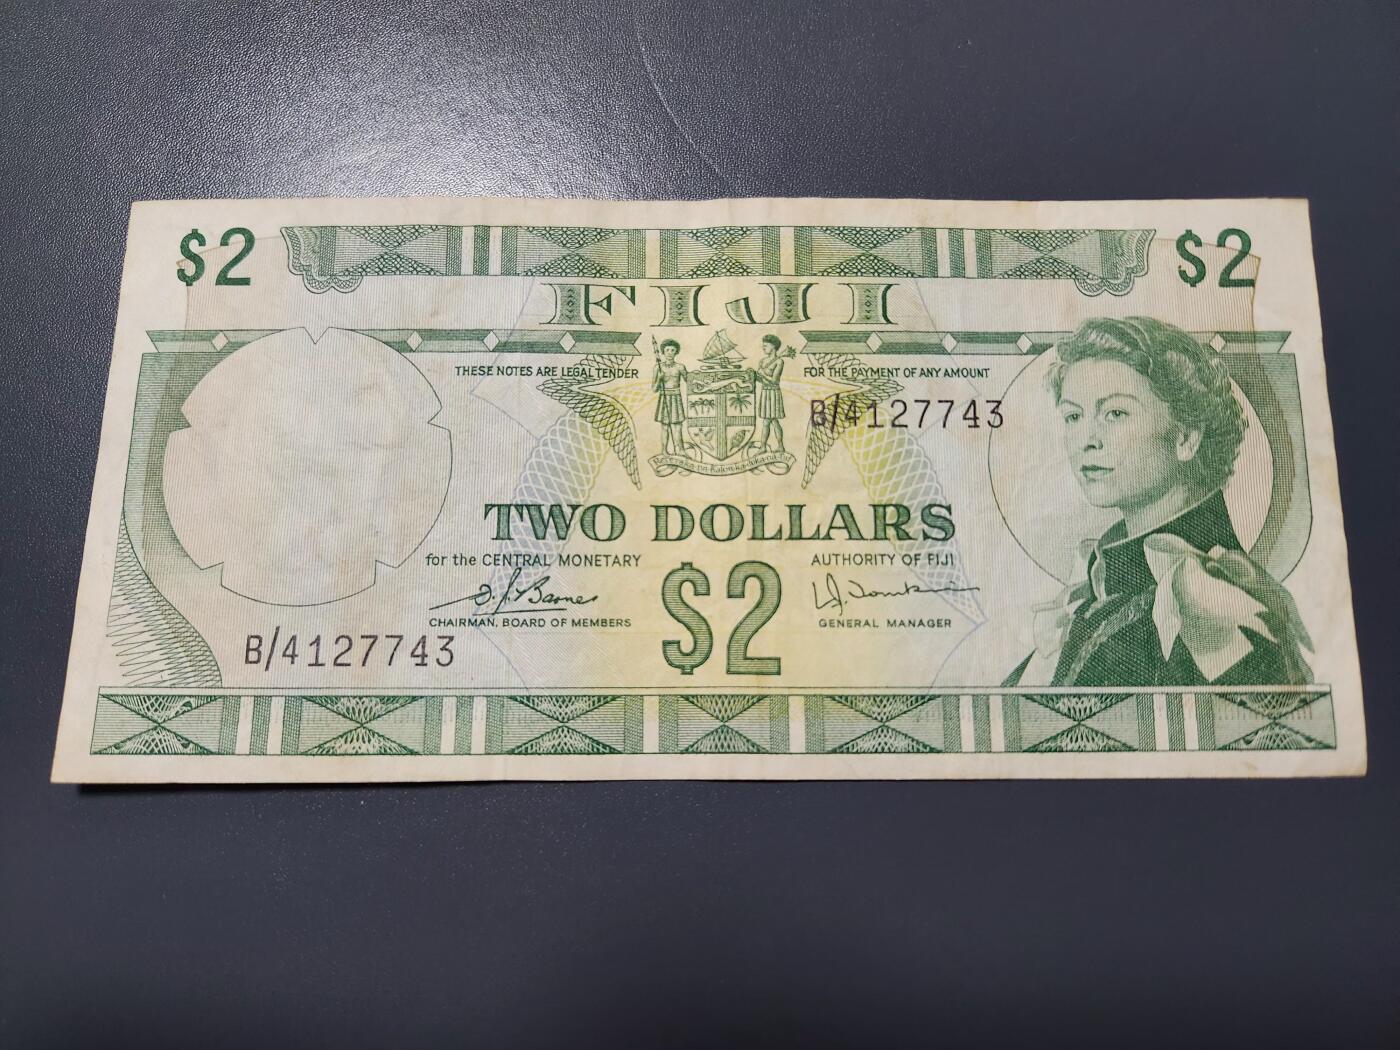 $2
$2
FIJI
THESE NOTES ARE LEGAL TENDER
FOR THE PAYMENT OF ANY AMOUNT
B/4127743
TWO DOLLARS
for the CENTRAL MONETARY
AUTHORITY OF FIJI
$2
D. J. Barnes
CHAIRMAN, BOARD OF MEMBERS
GENERAL MANAGER
B/4127743